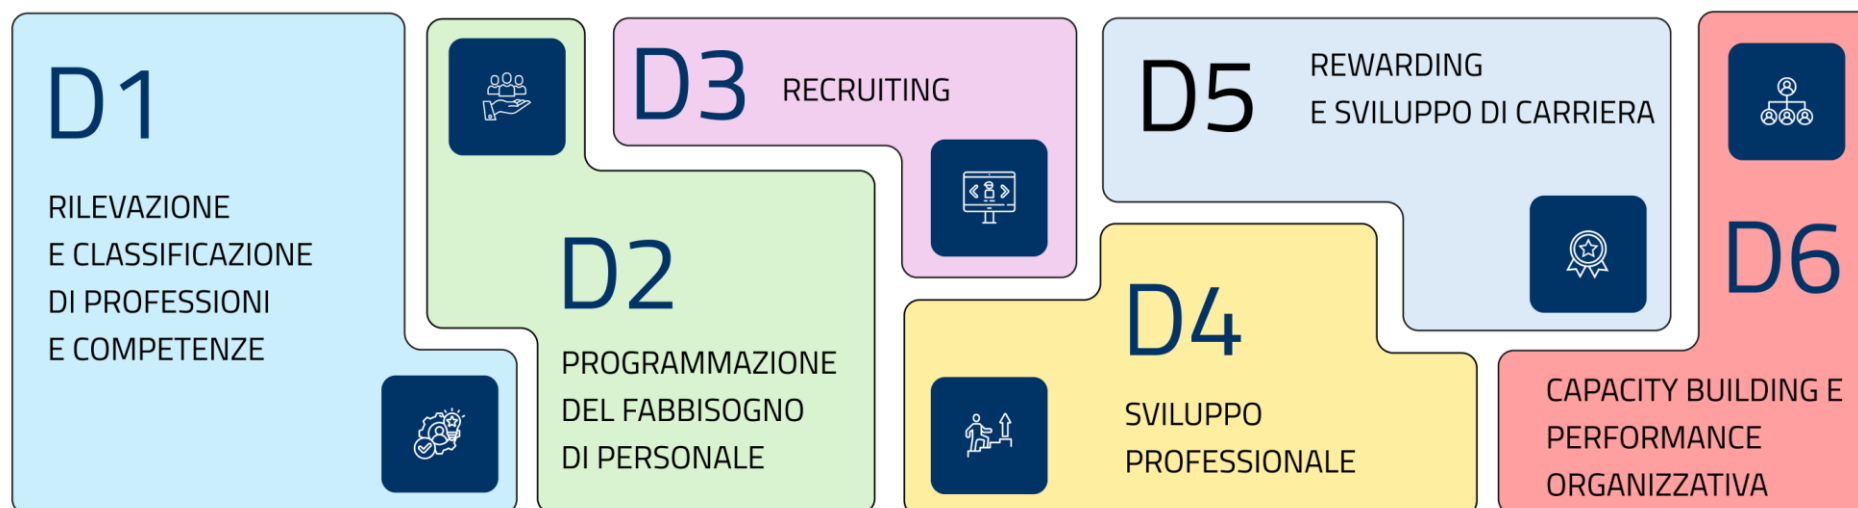 D1
RILEVAZIONE
E CLASSIFICAZIONE
DI PROFESSIONI
E COMPETENZE
D2
PROGRAMMAZIONE
DEL FABBISOGNO
DI PERSONALE
D3
RECRUITING
D4
SVILUPPO
PROFESSIONALE
D5
REWARDING
E SVILUPPO DI CARRIERA
D6
CAPACITY BUILDING E
PERFORMANCE
ORGANIZZATIVA